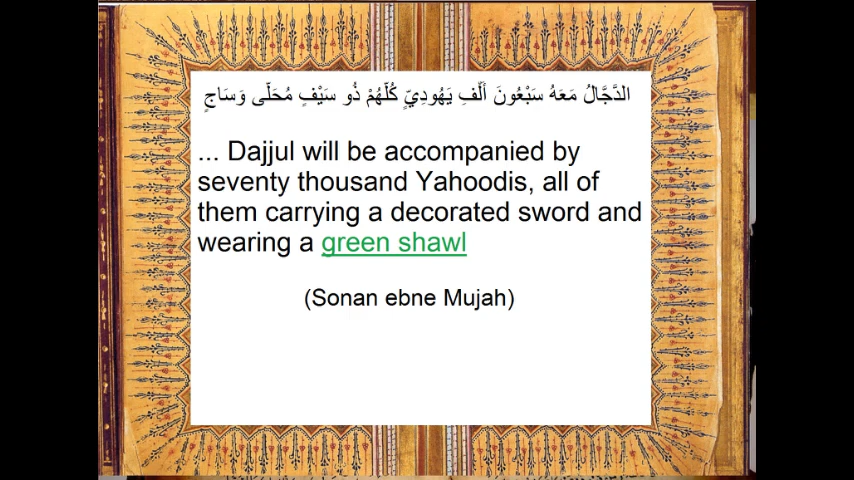 الدَّجَّالُ مَعَهُ سَبْعُونَ أَلْفِ يَهُودِيٍّ كُلُّهُمْ ذُو سَيْفٍ مُحَلًّى وَسَاجٍ
... Dajjul will be accompanied by
seventy thousand Yahoodis, all of
them carrying a decorated sword and
wearing a green shawl
(Sonan ebne Mujah)